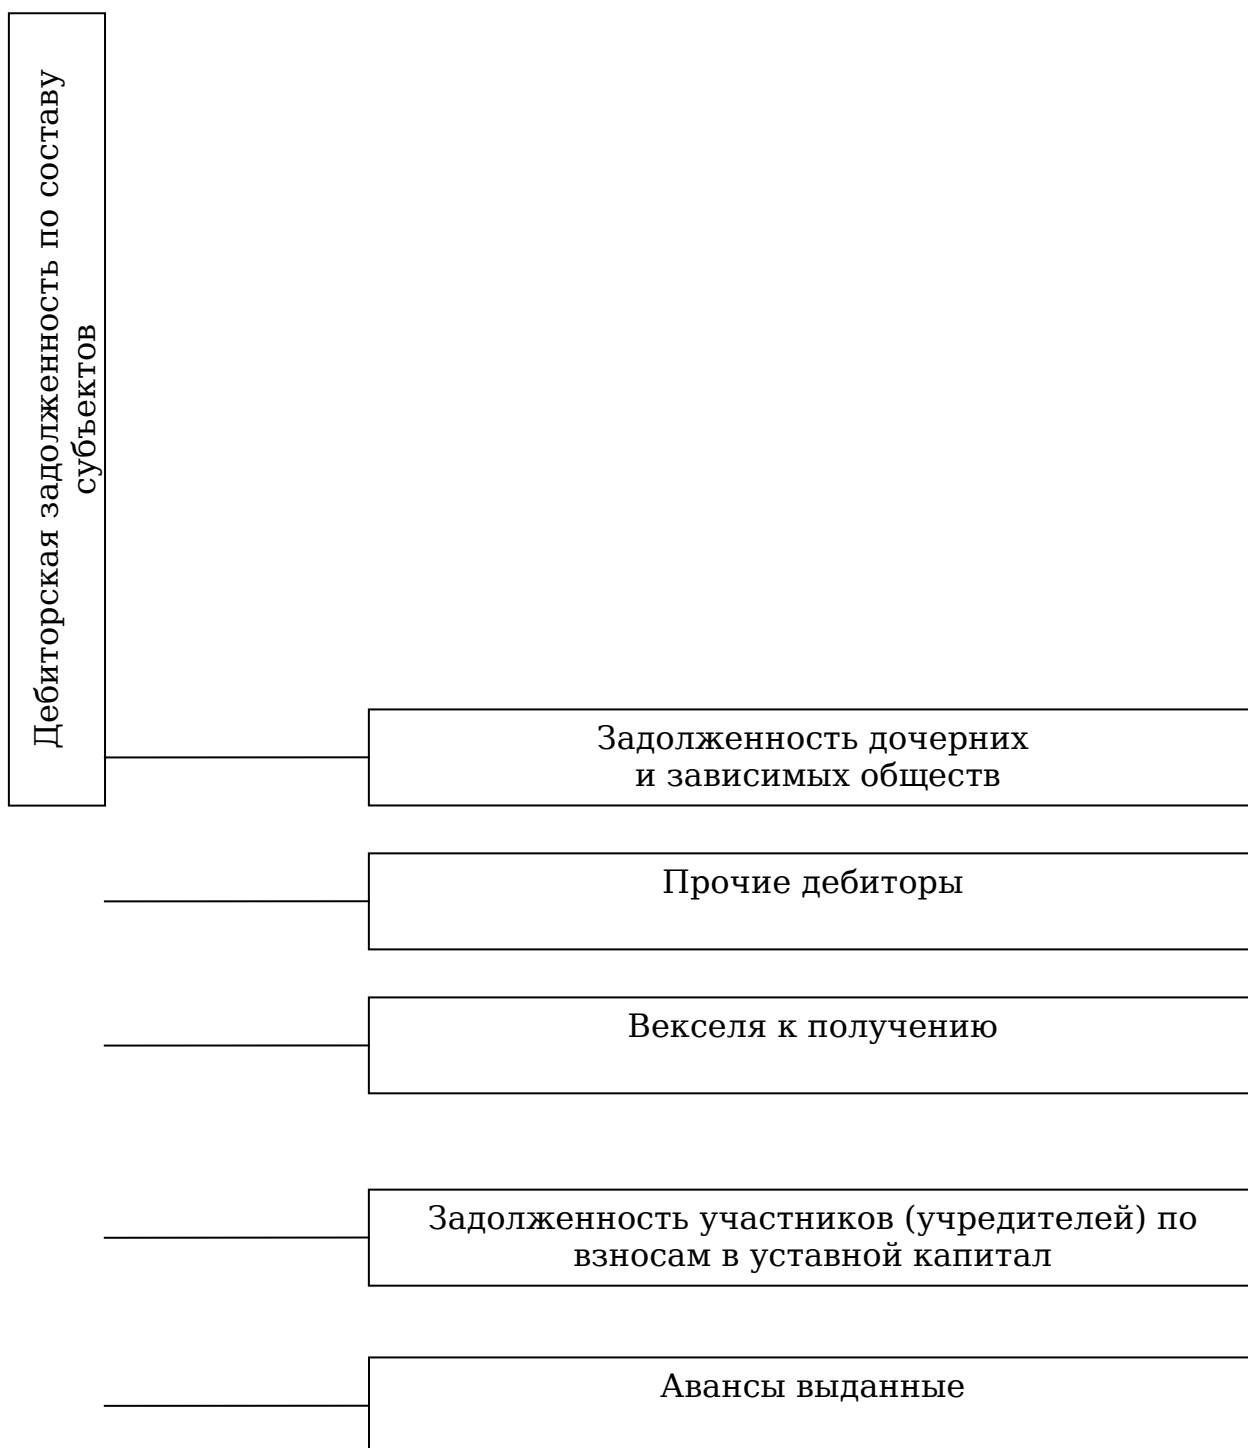 Дебиторская задолженность по составу
субъектов
Задолженность дочерних
и зависимых обществ
Прочие дебиторы
Векселя к получению
Задолженность участников (учредителей) по
взносам в уставной капитал
Авансы выданные